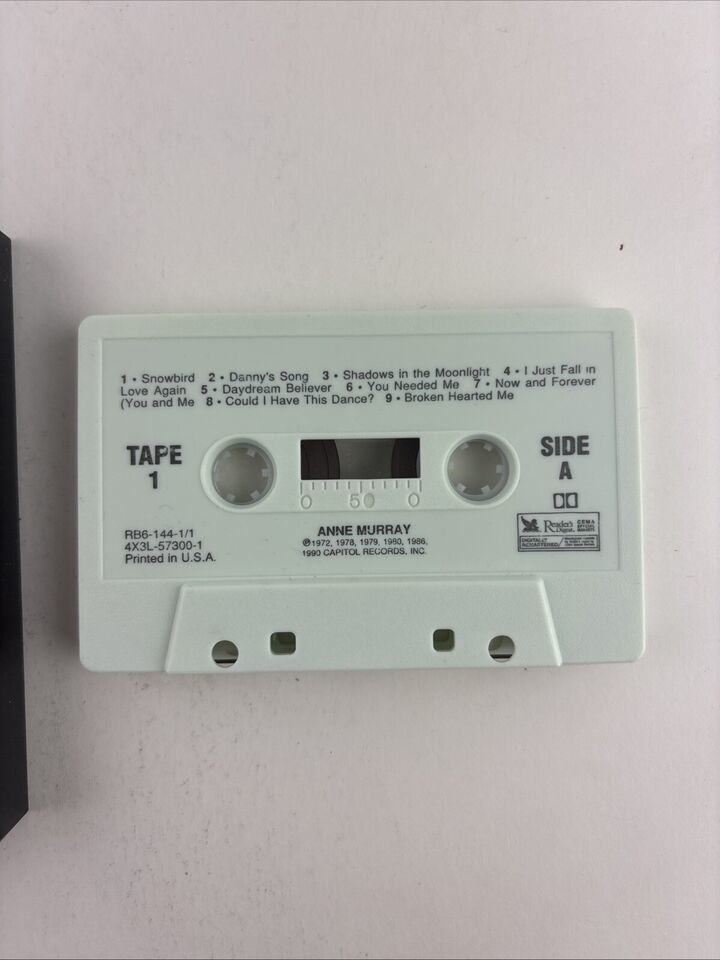 1 • Snowbird 2 • Danny's Song 3 • Shadows in the Moonlight 4 • I Just Fall in
Love Again 5 • Daydream Believer 6 • You Needed Me 7 • Now and Forever
(You and Me 8 • Could I Have This Dance? 9 • Broken Hearted Me
TAPE
1
SIDE
A
0 50 0
RB6-144-1/1
4X3L-57300-1
Printed in U.S.A.
ANNE MURRAY
℗1972, 1978, 1979, 1980, 1986,
1990 CAPITOL RECORDS, INC.
Reader's
Digest
CEMA
SPECIAL
MARKETS
DIGITALLY
REMASTERED